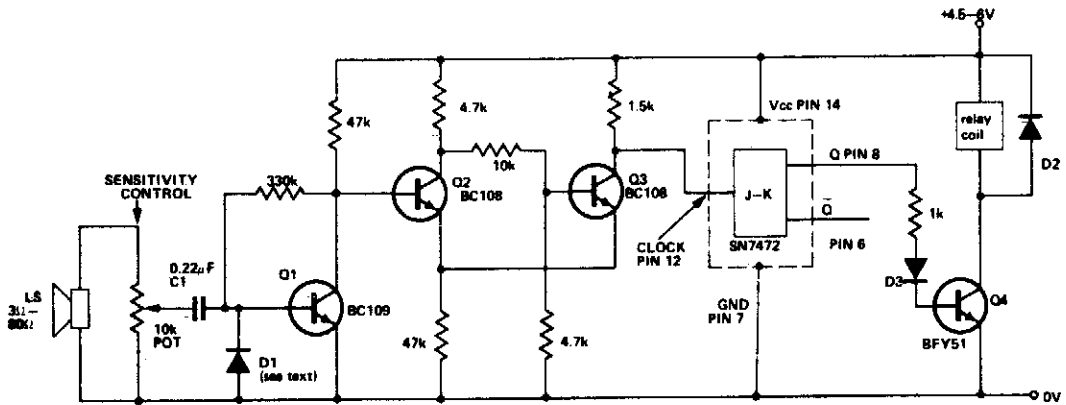 +4.5–6V
4.7k
1.5k
Vcc PIN 14
47k
relay
coil
D2
10k
Q PIN 8
SENSITIVITY
CONTROL
330k
Q2
BC108
Q3
BC108
J–K
1k
Q̅
CLOCK
PIN 12
SN7472
PIN 6
0.22µF
C1
Q1
D3
LS
3Ω–
80Ω
10k
POT
BC109
GND
PIN 7
Q4
D1
(see text)
47k
4.7k
BFY51
0V